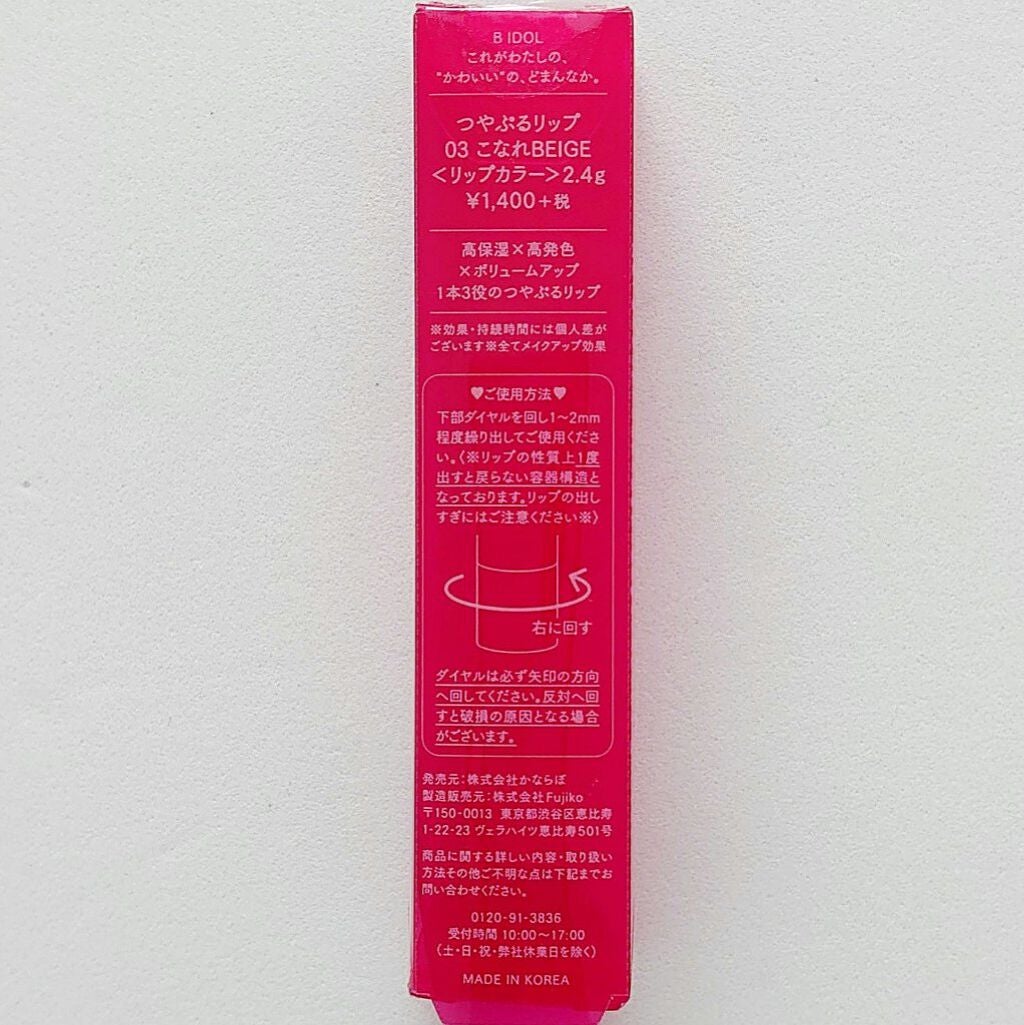 B IDOL
これがわたしの、
"かわいい"の、どまんなか。
つやぷるリップ
03 こなれBEIGE
<リップカラー>2.4g
¥1,400+税
高保湿×高発色
×ボリュームアップ
1本3役のつやぷるリップ
※効果・持続時間には個人差が
ございます※全てメイクアップ効果
♥ご使用方法♥
下部ダイヤルを回し1〜2mm
程度繰り出してご使用くださ
い。〈※リップの性質上1度
出すと戻らない容器構造と
なっております。リップの出し
すぎにはご注意ください※〉
右に回す
ダイヤルは必ず矢印の方向
へ回してください。反対へ回
すと破損の原因となる場合
がございます。
発売元:株式会社かならぼ
製造販売元:株式会社Fujiko
〒150-0013 東京都渋谷区恵比寿
1-22-23 ヴェラハイツ恵比寿501号
商品に関する詳しい内容・取り扱い
方法その他ご不明な点は下記までお
問い合わせください。
0120-91-3836
受付時間 10:00〜17:00
(土・日・祝・弊社休業日を除く)
MADE IN KOREA